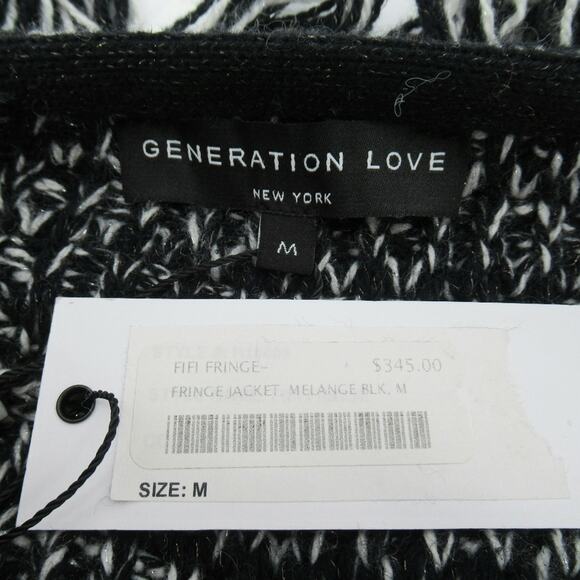 GENERATION LOVE
NEW YORK
M
FIFI FRINGE- $345.00
FRINGE JACKET, MELANGE BLK, M
SIZE: M